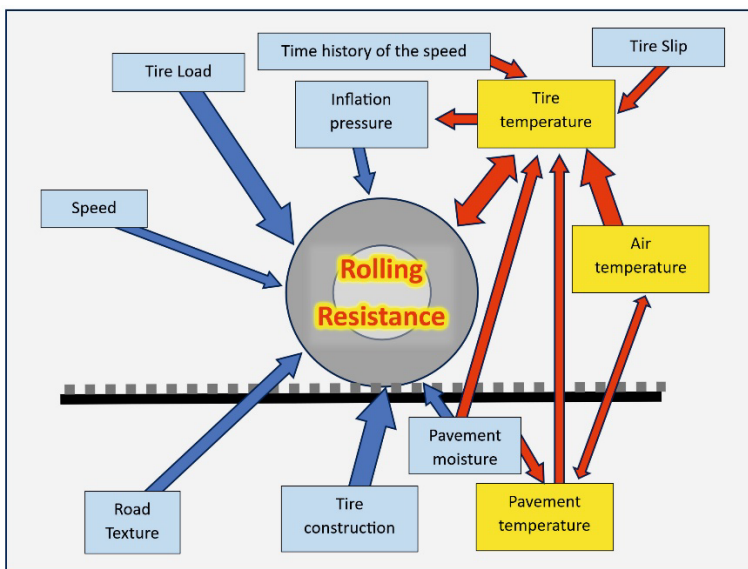 Time history of the speed
Tire Slip
Tire Load
Inflation
pressure
Tire
temperature
Speed
Air
temperature
Rolling
Resistance
Pavement
moisture
Road
Texture
Tire
construction
Pavement
temperature